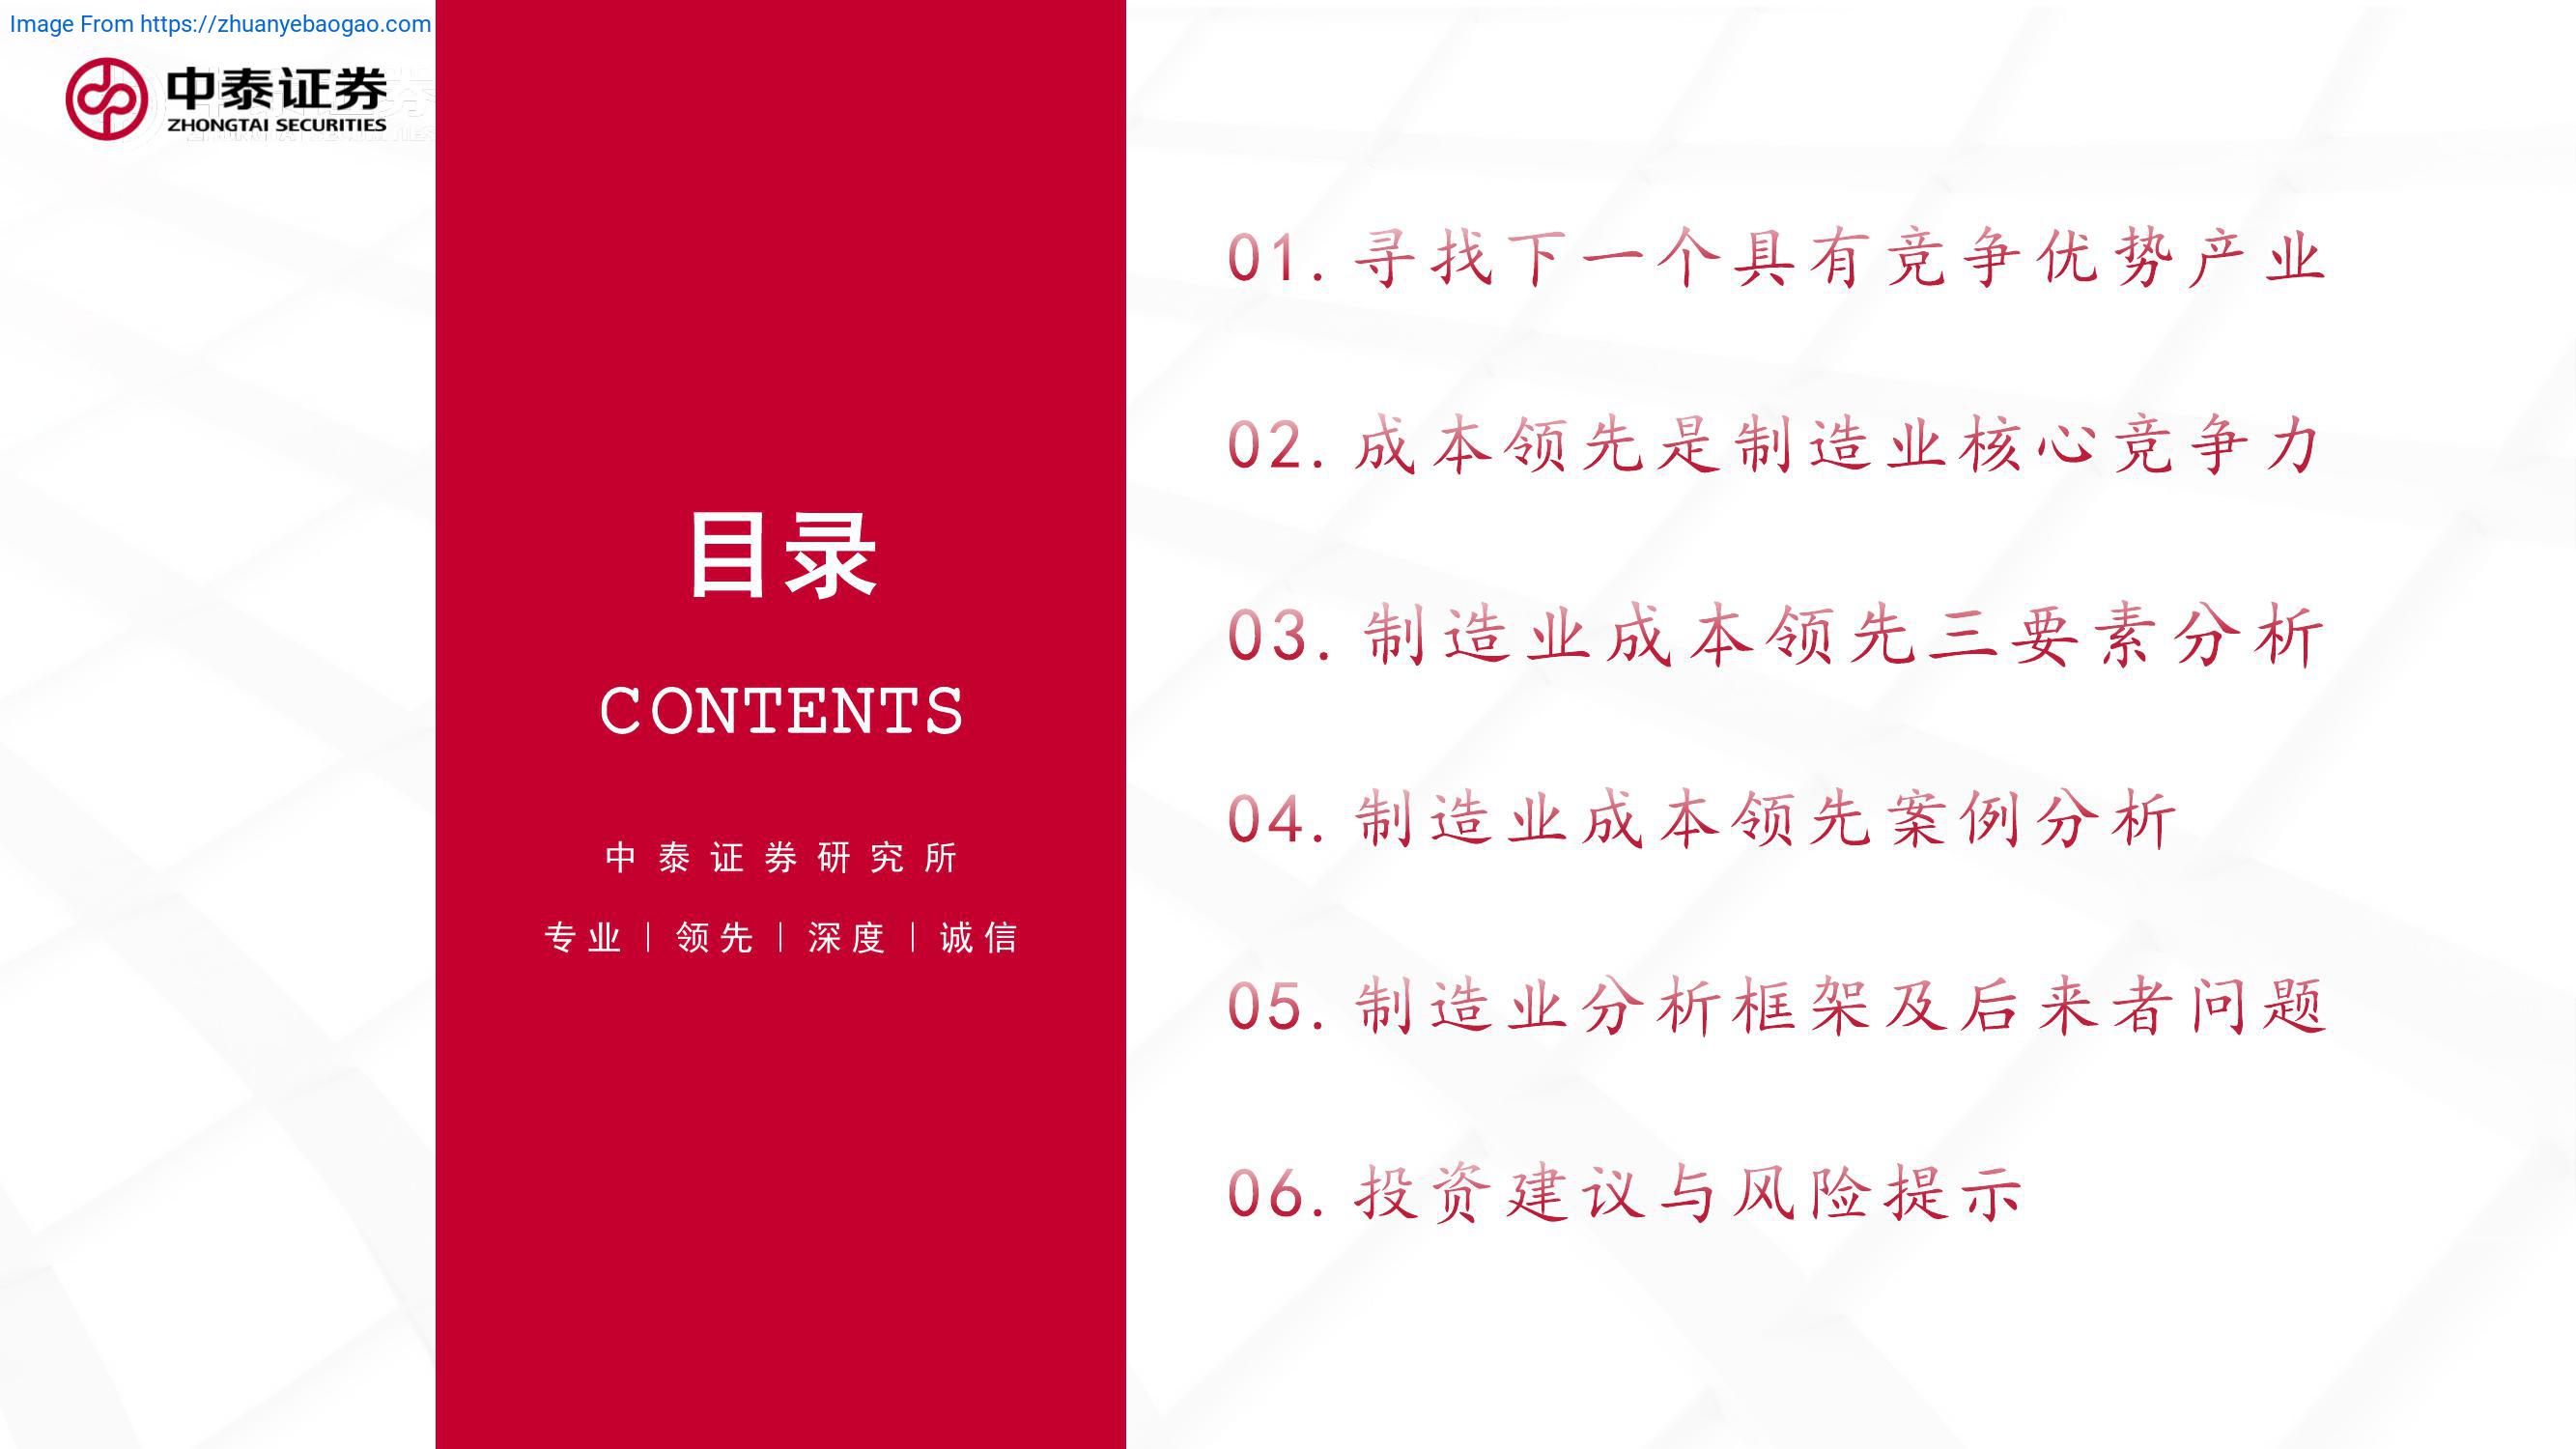 Image From https://zhuanyebaogao.com
中泰证券
ZHONGTAI SECURITIES
目录
CONTENTS
中泰证券研究所
专业｜领先｜深度｜诚信
01.寻找下一个具有竞争优势产业
02.成本领先是制造业核心竞争力
03.制造业成本领先三要素分析
04.制造业成本领先案例分析
05.制造业分析框架及后来者问题
06.投资建议与风险提示